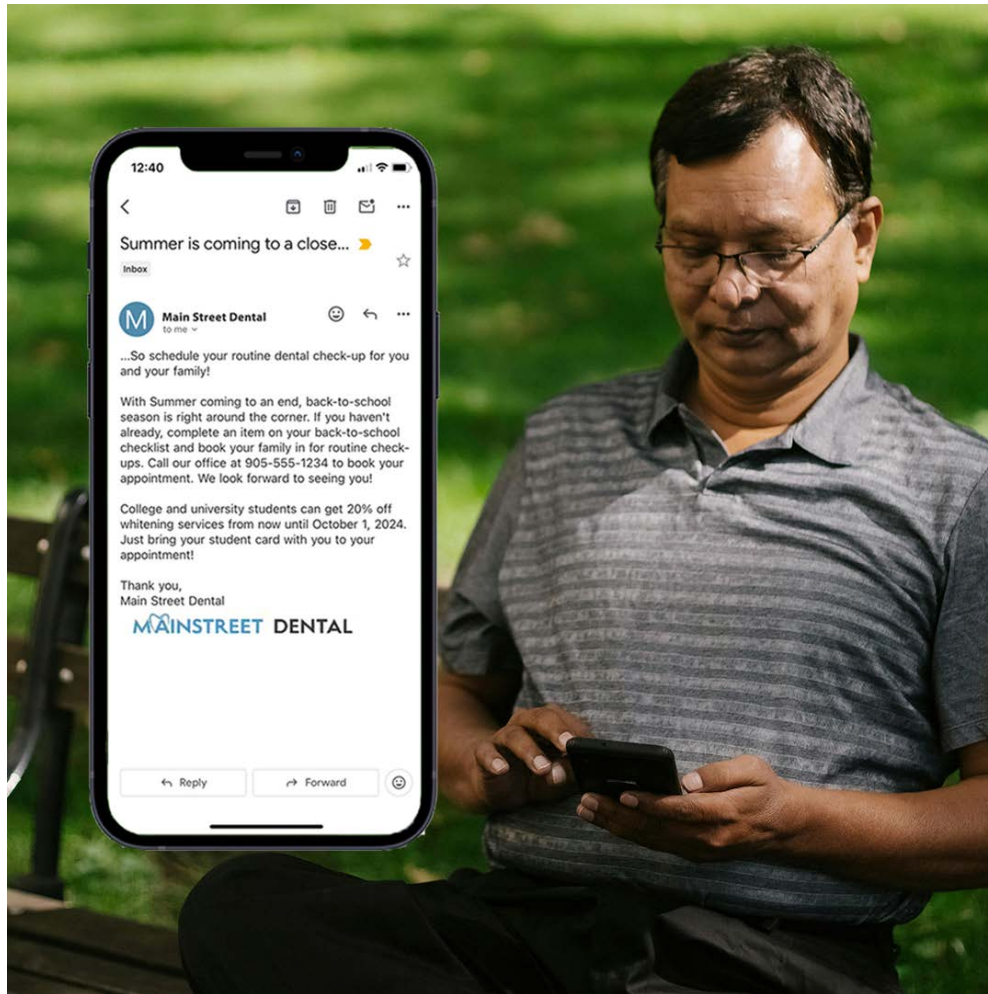 12:40
Summer is coming to a close...
Inbox
M
Main Street Dental
to me
...So schedule your routine dental check-up for you
and your family!
With Summer coming to an end, back-to-school
season is right around the corner. If you haven't
already, complete an item on your back-to-school
checklist and book your family in for routine check-
ups. Call our office at 905-555-1234 to book your
appointment. We look forward to seeing you!
College and university students can get 20% off
whitening services from now until October 1, 2024.
Just bring your student card with you to your
appointment!
Thank you,
Main Street Dental
MAINSTREET DENTAL
Reply
Forward